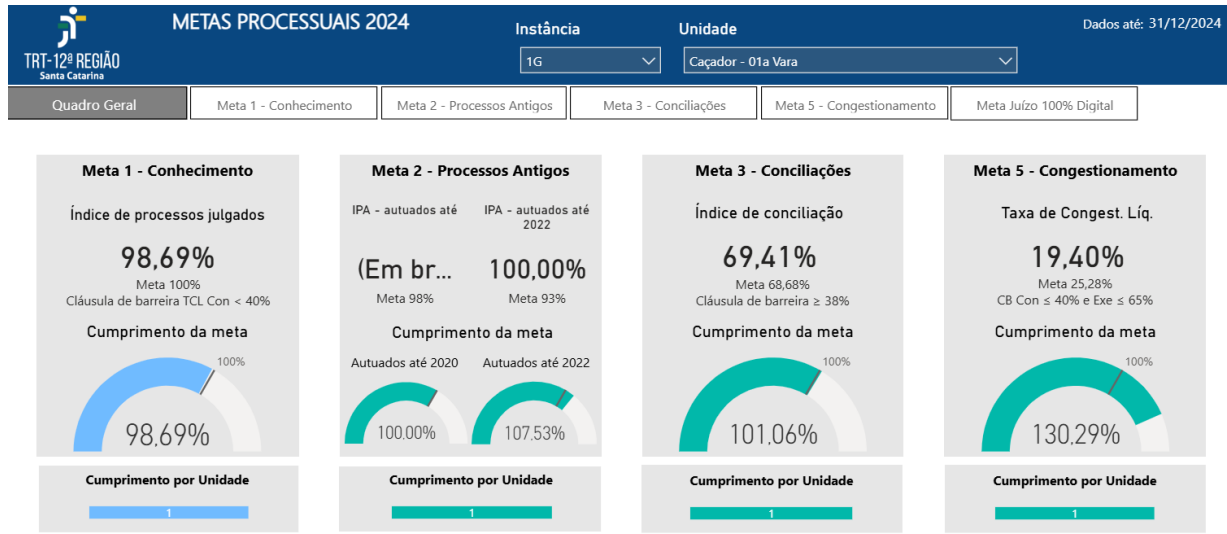 METAS PROCESSUAIS 2024
Instância
Unidade
Dados até: 31/12/2024
1G
Caçador - 01a Vara
TRT-12ª REGIÃO
Santa Catarina
Quadro Geral
Meta 1 - Conhecimento
Meta 2 - Processos Antigos
Meta 3 - Conciliações
Meta 5 - Congestionamento
Meta Juízo 100% Digital
Meta 1 - Conhecimento
Índice de processos julgados
98,69%
Meta 100%
Cláusula de barreira TCL Con < 40%
Cumprimento da meta
100%
98,69%
Cumprimento por Unidade
1
Meta 2 - Processos Antigos
IPA - autuados até
(Em br...
Meta 98%
IPA - autuados até
2022
100,00%
Meta 93%
Cumprimento da meta
Autuados até 2020
100,00%
Autuados até 2022
107,53%
Cumprimento por Unidade
1
Meta 3 - Conciliações
Índice de conciliação
69,41%
Meta 68,68%
Cláusula de barreira ≥ 38%
Cumprimento da meta
100%
101,06%
Cumprimento por Unidade
1
Meta 5 - Congestionamento
Taxa de Congest. Líq.
19,40%
Meta 25,28%
CB Con ≤ 40% e Exe ≤ 65%
Cumprimento da meta
100%
130,29%
Cumprimento por Unidade
1